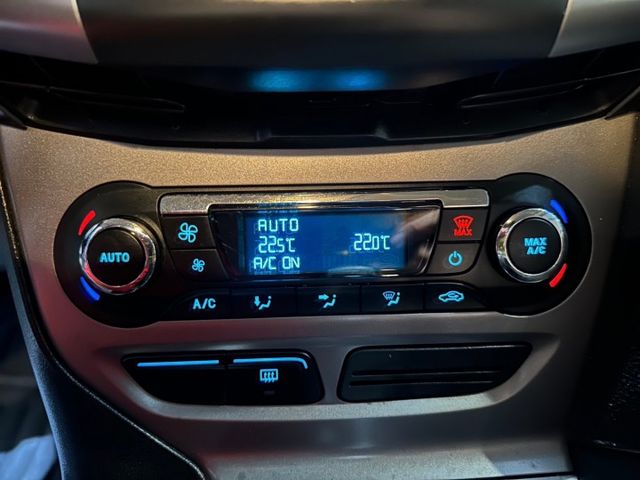 AUTO
AUTO
22.5°C 22.0°C
A/C ON
MAX
MAX
A/C
A/C